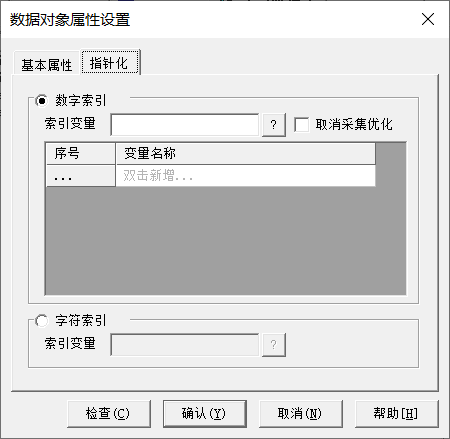 数据对象属性设置
基本属性 指针化
数字索引
索引变量 ? 取消采集优化
序号 变量名称
... 双击新增...
字符索引
索引变量 ?
检查(C) 确认(Y) 取消(N) 帮助[H]